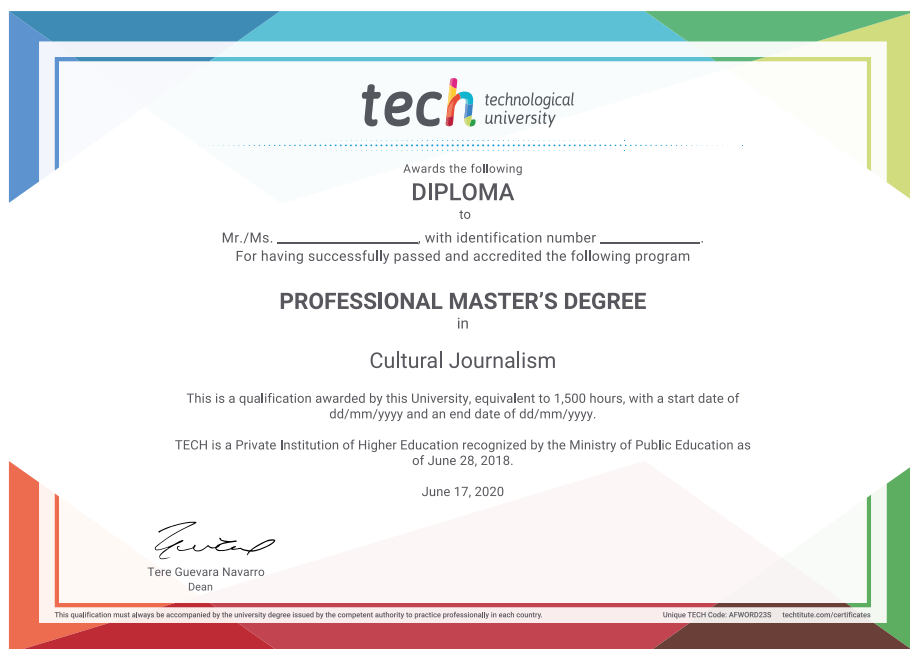 tech technological
university
Awards the following
DIPLOMA
to
Mr./Ms. ____________________, with identification number ______________.
For having successfully passed and accredited the following program
PROFESSIONAL MASTER’S DEGREE
in
Cultural Journalism
This is a qualification awarded by this University, equivalent to 1,500 hours, with a start date of
dd/mm/yyyy and an end date of dd/mm/yyyy.
TECH is a Private Institution of Higher Education recognized by the Ministry of Public Education as
of June 28, 2018.
June 17, 2020
Tere Guevara Navarro
Dean
This qualification must always be accompanied by the university degree issued by the competent authority to practice professionally in each country.
Unique TECH Code: AFWORD23S techtitute.com/certificates